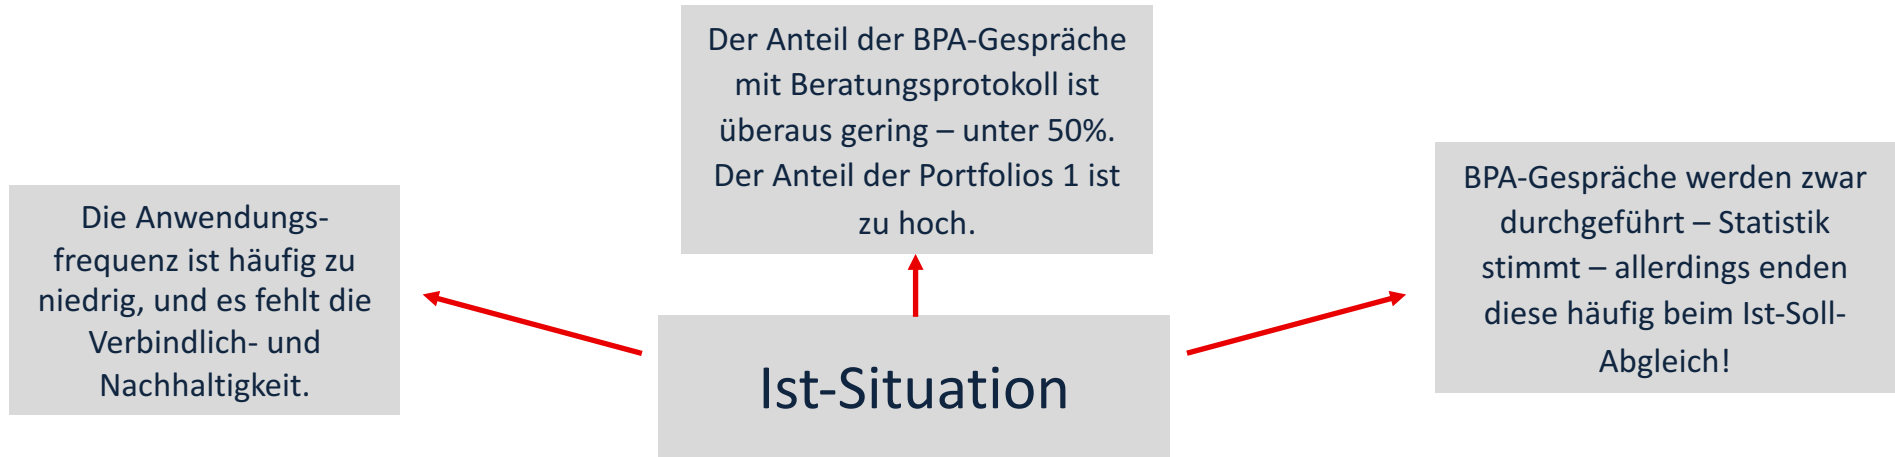 Der Anteil der BPA-Gespräche
mit Beratungsprotokoll ist
überaus gering – unter 50%.
Der Anteil der Portfolios 1 ist
zu hoch.
Die Anwendungs-
frequenz ist häufig zu
niedrig, und es fehlt die
Verbindlich- und
Nachhaltigkeit.
BPA-Gespräche werden zwar
durchgeführt – Statistik
stimmt – allerdings enden
diese häufig beim Ist-Soll-
Abgleich!
Ist-Situation